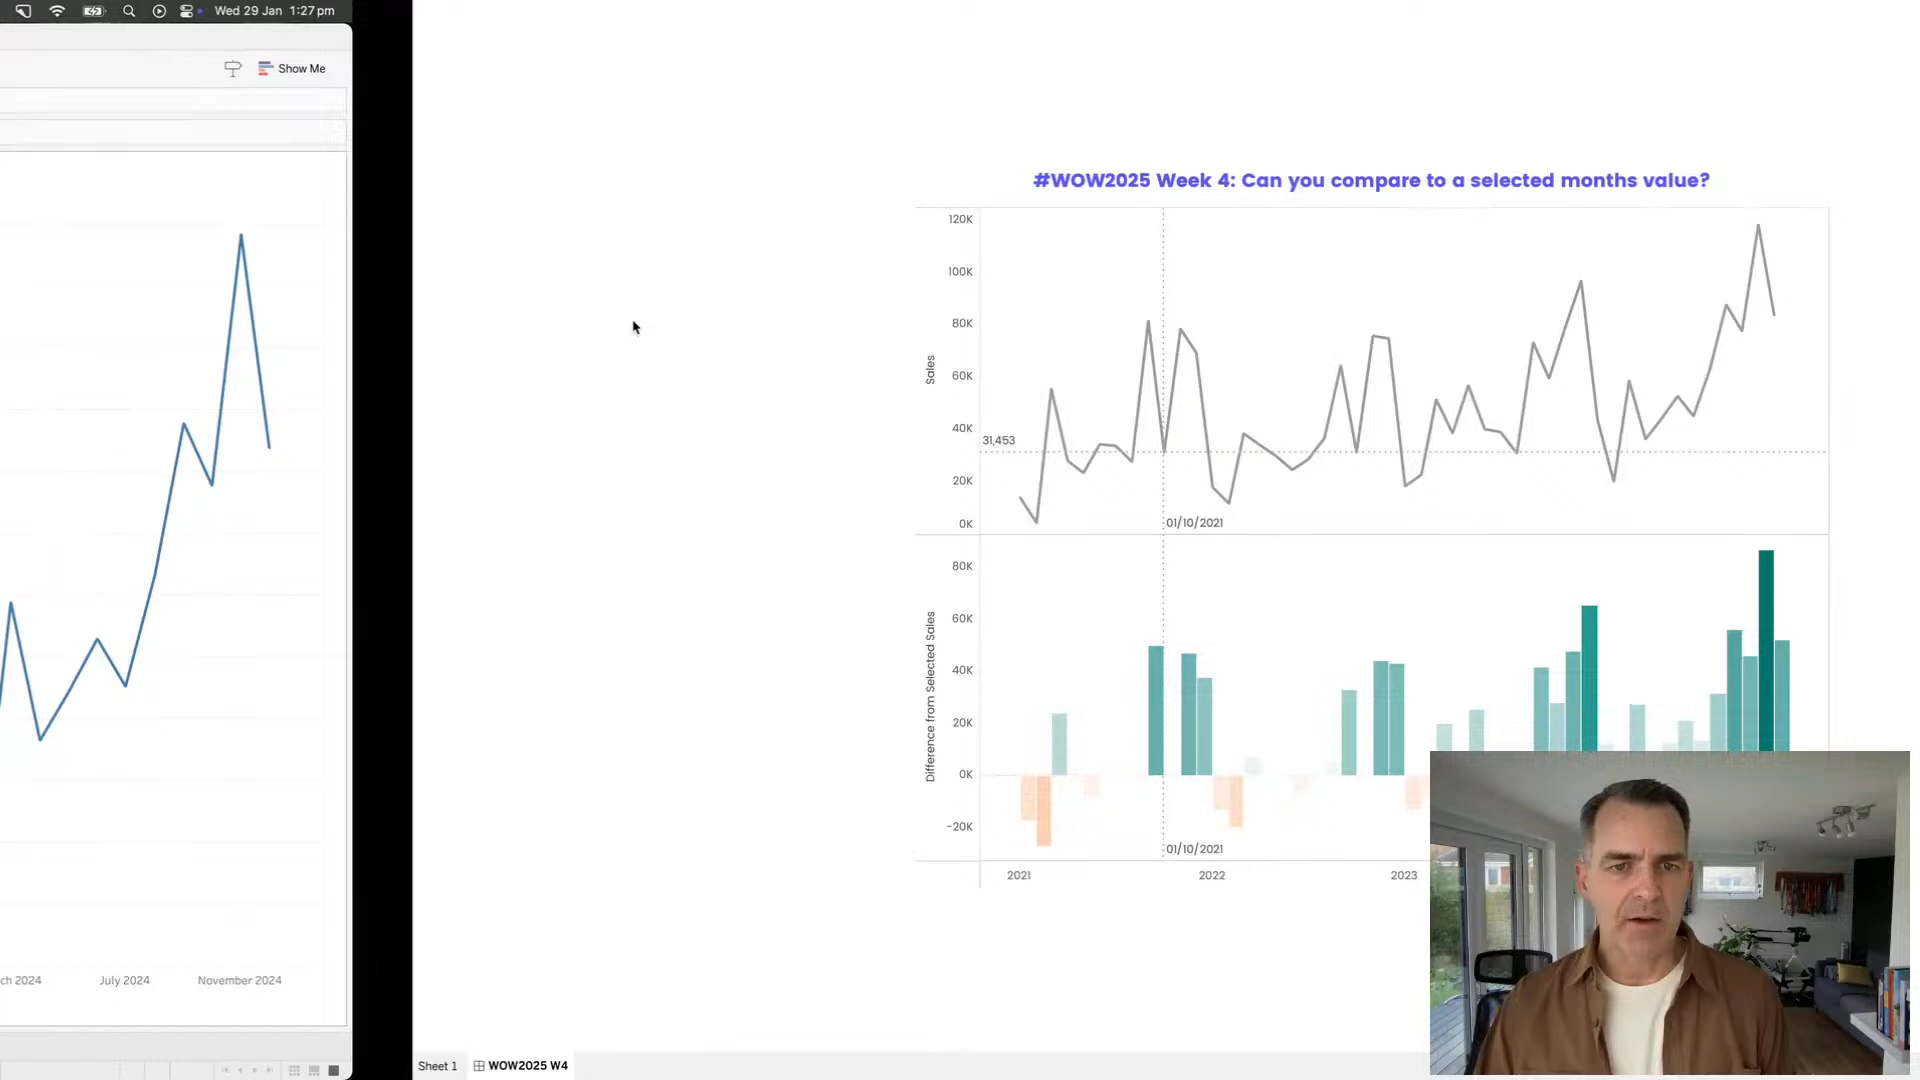 Wed 29 Jan 1:27pm
Show Me
#WOW2025 Week 4: Can you compare to a selected months value?
120K
100K
80K
Sales
60K
40K
31,453
20K
0K
01/10/2021
80K
60K
Difference from Selected Sales
40K
20K
0K
-20K
01/10/2021
2021
2022
2023
ch 2024
July 2024
November 2024
Sheet 1
WOW2025 W4